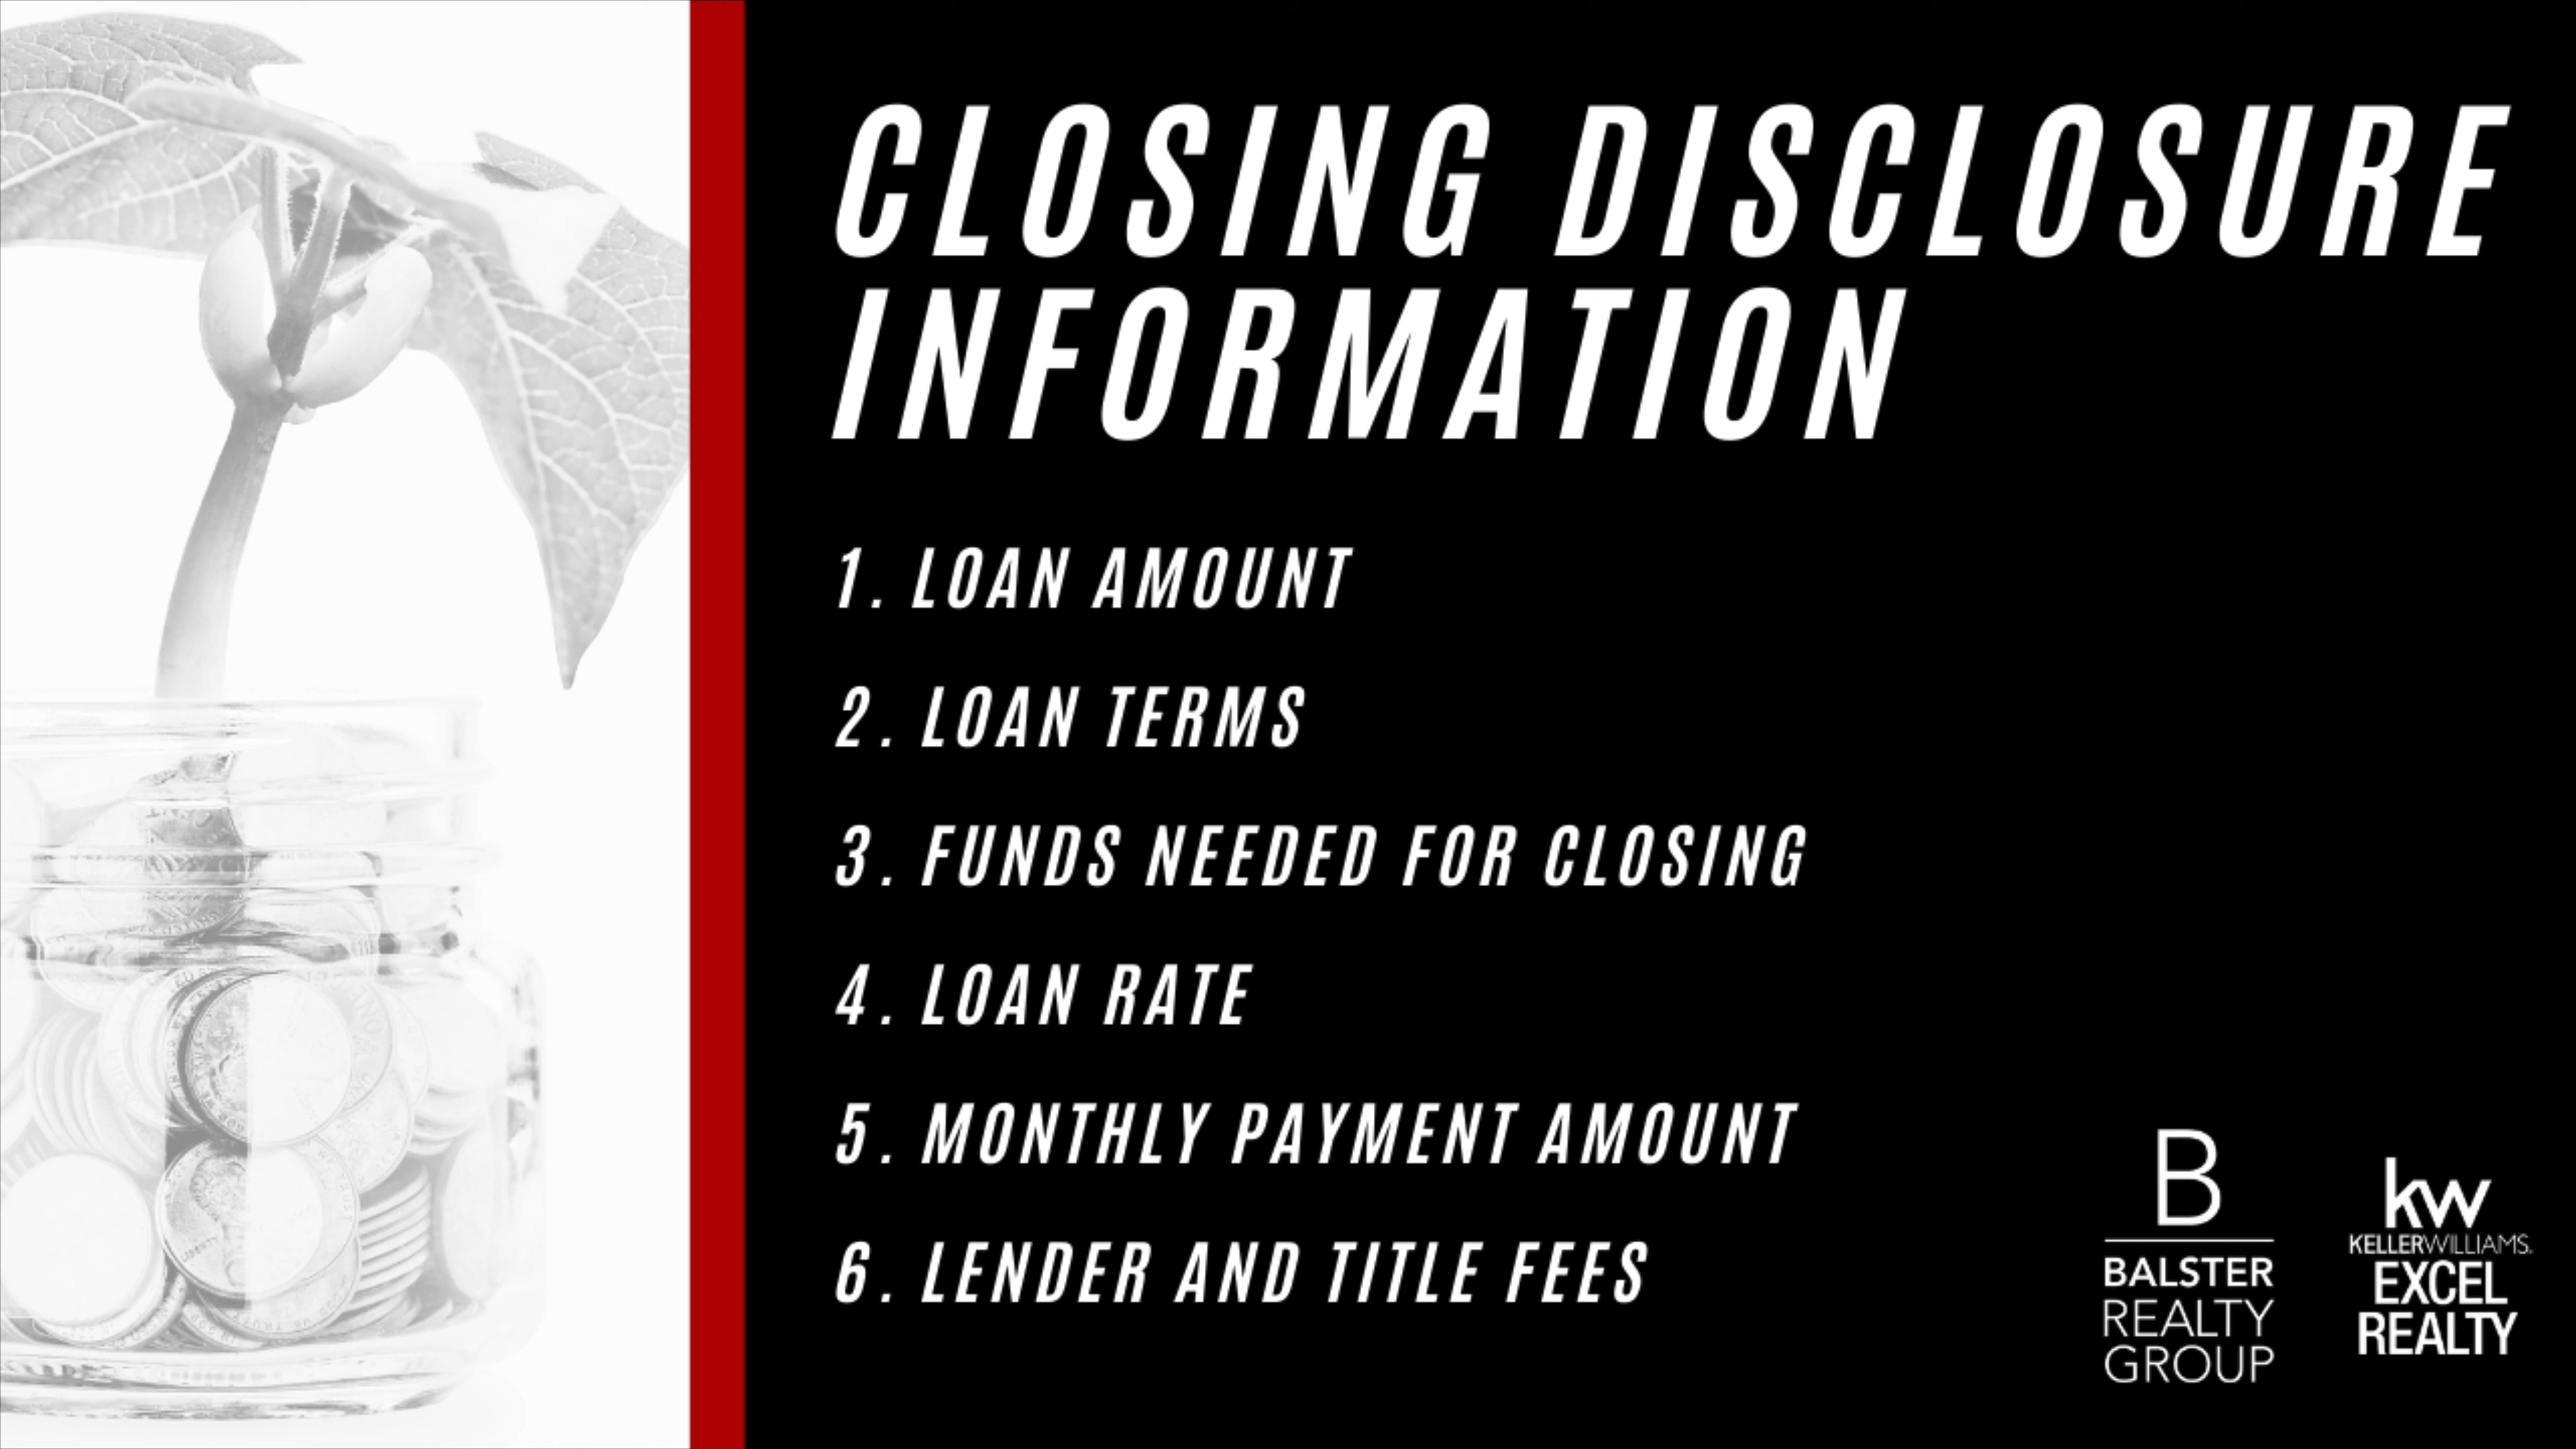 CLOSING DISCLOSURE
INFORMATION
1. LOAN AMOUNT
2. LOAN TERMS
3. FUNDS NEEDED FOR CLOSING
4. LOAN RATE
5. MONTHLY PAYMENT AMOUNT
6. LENDER AND TITLE FEES
B
BALSTER
REALTY
GROUP
kw
KELLERWILLIAMS.
EXCEL
REALTY
LIBERTY